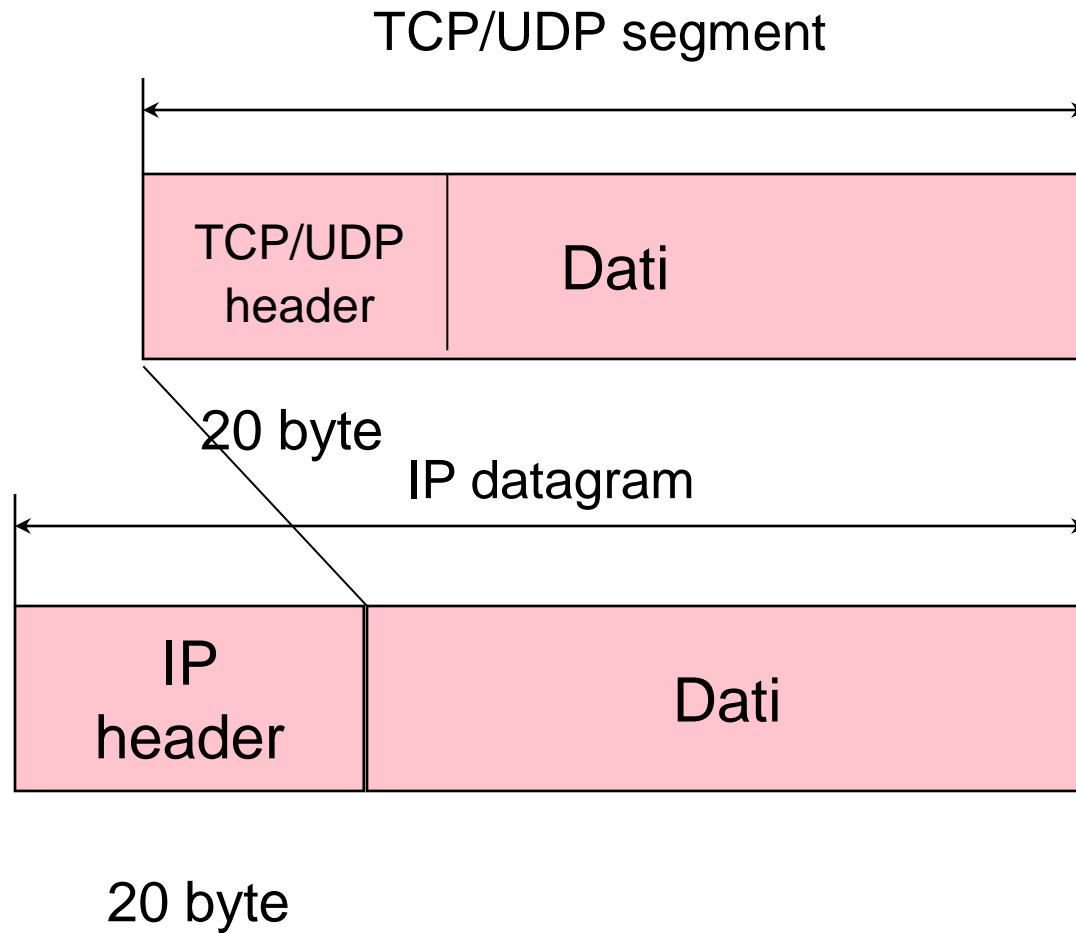 TCP/UDP segment
TCP/UDP
header
Dati
20 byte
IP datagram
IP
header
Dati
20 byte